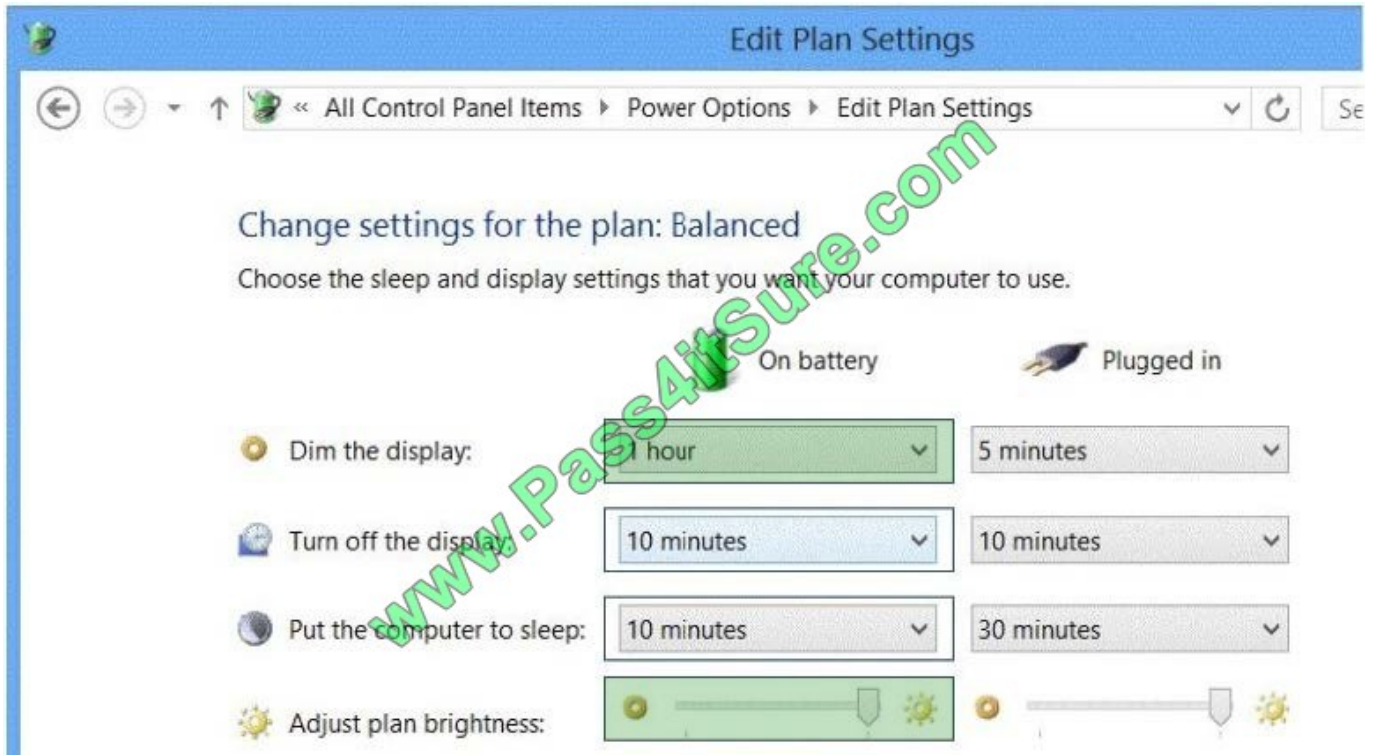 Edit Plan Settings
« All Control Panel Items Power Options Edit Plan Settings Se
Change settings for the plan: Balanced
Choose the sleep and display settings that you want your computer to use.
On battery Plugged in
Dim the display: 1 hour 5 minutes
Turn off the display: 10 minutes 10 minutes
Put the computer to sleep: 10 minutes 30 minutes
Adjust plan brightness:
www.Pass4itSure.com